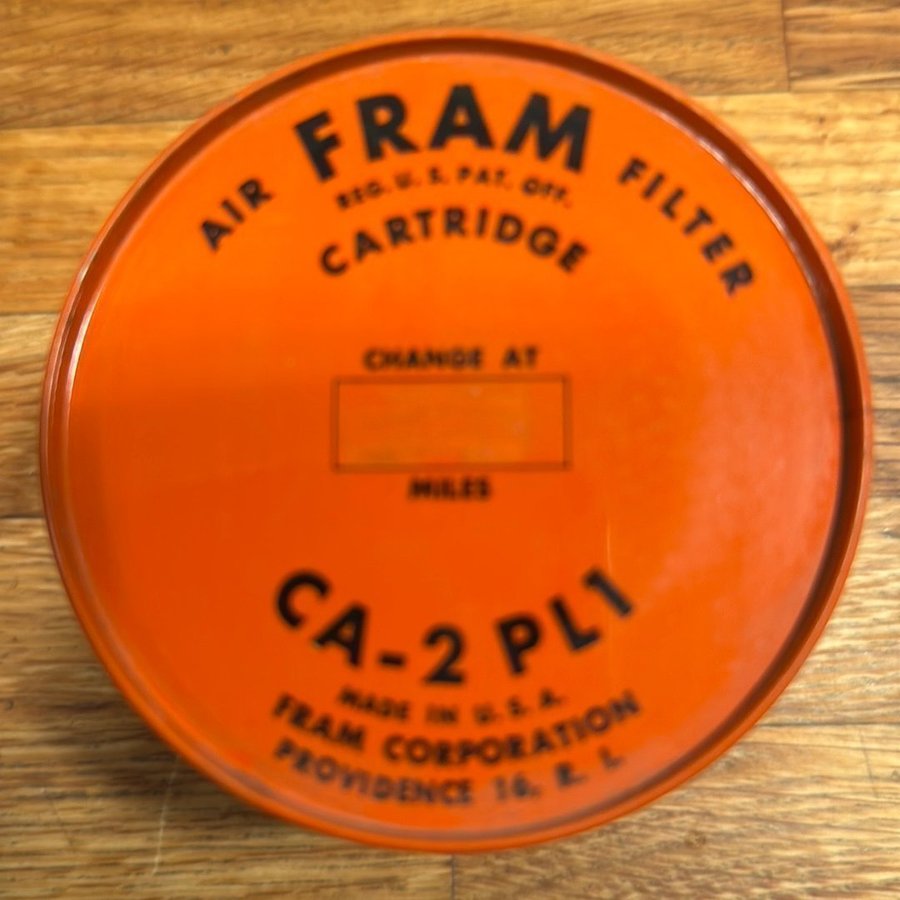 FRAM
AIR FILTER
REG. U. S. PAT. OFF.
CARTRIDGE
CHANGE AT
MILES
CA-2 PL1
MADE IN U. S. A.
FRAM CORPORATION
PROVIDENCE 16, R. I.